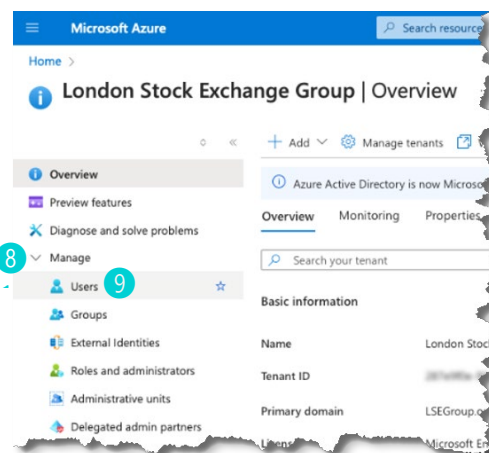 Microsoft Azure
Search resource
Home >
London Stock Exchange Group | Overview
Add
Manage tenants
Overview
Azure Active Directory is now Microso
Preview features
Overview Monitoring Properties
Diagnose and solve problems
8 Manage
Search your tenant
Users 9
Basic information
Groups
External Identities
Name London Stoc
Roles and administrators
Tenant ID
Administrative units
Primary domain LSEGroup.o
Delegated admin partners
Licens Microsoft En